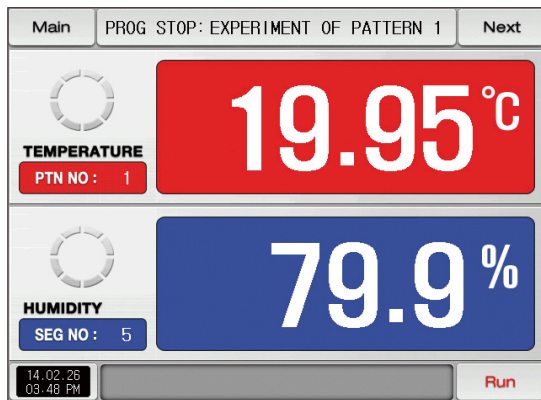 Main
PROG STOP: EXPERIMENT OF PATTERN 1
Next
19.95 °C
TEMPERATURE
PTN NO : 1
79.9 %
HUMIDITY
SEG NO : 5
14.02.26
03.48 PM
Run